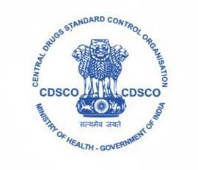 CENTRAL DRUGS STANDARD CONTROL ORGANISATION
CDSCO CDSCO
सत्यमेव जयते
MINISTRY OF HEALTH - GOVERNMENT OF INDIA